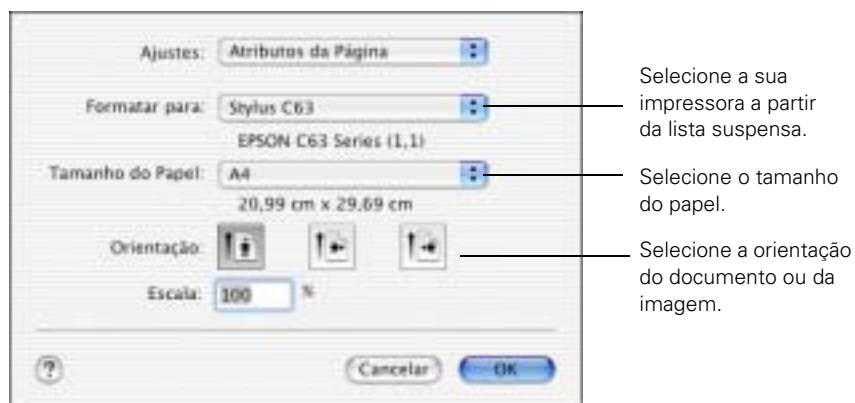 Ajustes: Atributos da Página
Formatar para: Stylus C63
EPSON C63 Series (1,1)
Tamanho do Papel: A4
20,99 cm x 29,69 cm
Orientação:
Escala: 100 %
? Cancelar OK
Selecione a sua
impressora a partir
da lista suspensa.
Selecione o tamanho
do papel.
Selecione a orientação
do documento ou da
imagem.